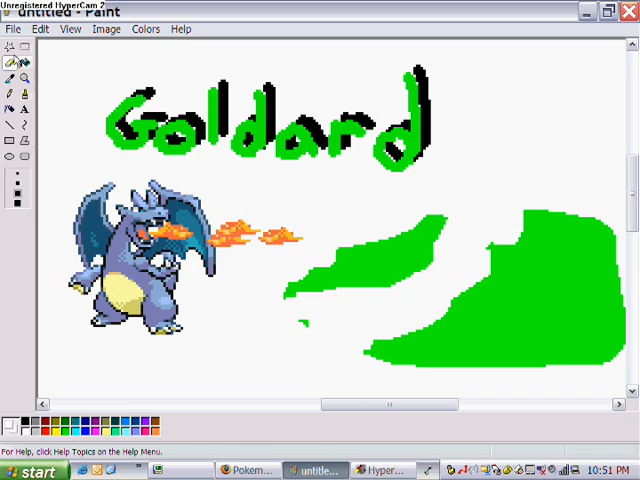 Unregistered HyperCam 2
untitled - Paint
File Edit View Image Colors Help
A
Goldard
For Help, click Help Topics on the Help Menu.
start Pokem... untitle... Hyper... 10:51 PM